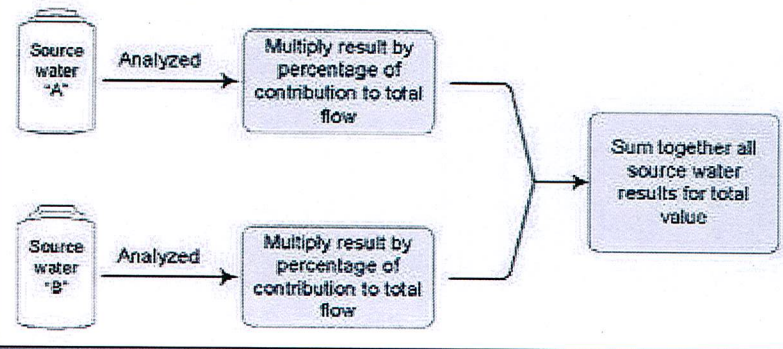 Source
water
"A"
Analyzed
Multiply result by
percentage of
contribution to total
flow
Sum together all
source water
results for total
value
Source
water
"B"
Analyzed
Multiply result by
percentage of
contribution to total
flow